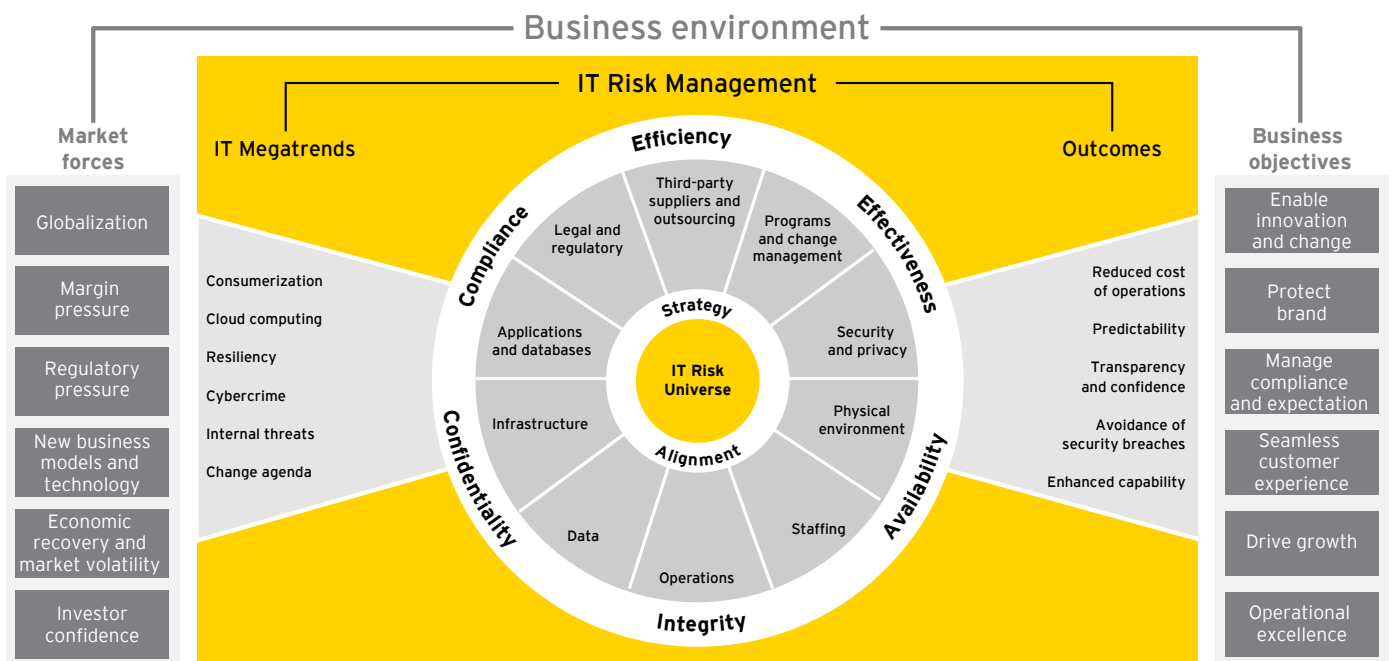 Business environment
IT Risk Management
Market
forces
IT Megatrends
Outcomes
Business
objectives
Globalization
Margin
pressure
Regulatory
pressure
New business
models and
technology
Economic
recovery and
market volatility
Investor
confidence
Consumerization
Cloud computing
Resiliency
Cybercrime
Internal threats
Change agenda
Efficiency
Effectiveness
Availability
Integrity
Confidentiality
Compliance
Third-party
suppliers and
outsourcing
Programs
and change
management
Security
and privacy
Physical
environment
Staffing
Operations
Data
Infrastructure
Applications
and databases
Legal and
regulatory
Strategy
IT Risk
Universe
Alignment
Reduced cost
of operations
Predictability
Transparency
and confidence
Avoidance of
security breaches
Enhanced capability
Enable
innovation
and change
Protect
brand
Manage
compliance
and expectation
Seamless
customer
experience
Drive growth
Operational
excellence